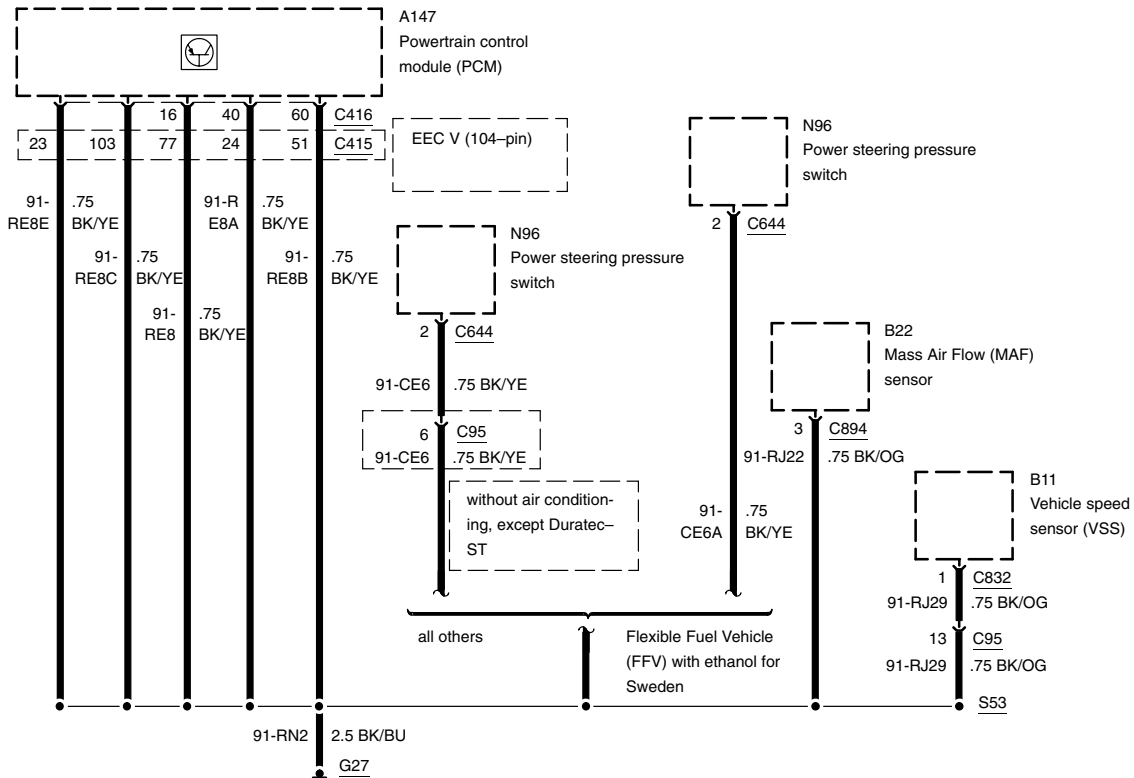 A147
Powertrain control
module (PCM)
16 40 60 C416
23 103 77 24 51 C415
EEC V (104–pin)
N96
Power steering pressure
switch
2 C644
91-
RE8E
.75
BK/YE
91-R
E8A
.75
BK/YE
91-
RE8C
.75
BK/YE
91-
RE8B
.75
BK/YE
91-
RE8
.75
BK/YE
N96
Power steering pressure
switch
2 C644
91-CE6 .75 BK/YE
6 C95
91-CE6 .75 BK/YE
without air condition-
ing, except Duratec–
ST
B22
Mass Air Flow (MAF)
sensor
3 C894
91-RJ22 .75 BK/OG
91-
CE6A
.75
BK/YE
B11
Vehicle speed
sensor (VSS)
1 C832
91-RJ29 .75 BK/OG
13 C95
91-RJ29 .75 BK/OG
all others
Flexible Fuel Vehicle
(FFV) with ethanol for
Sweden
S53
91-RN2 2.5 BK/BU
G27